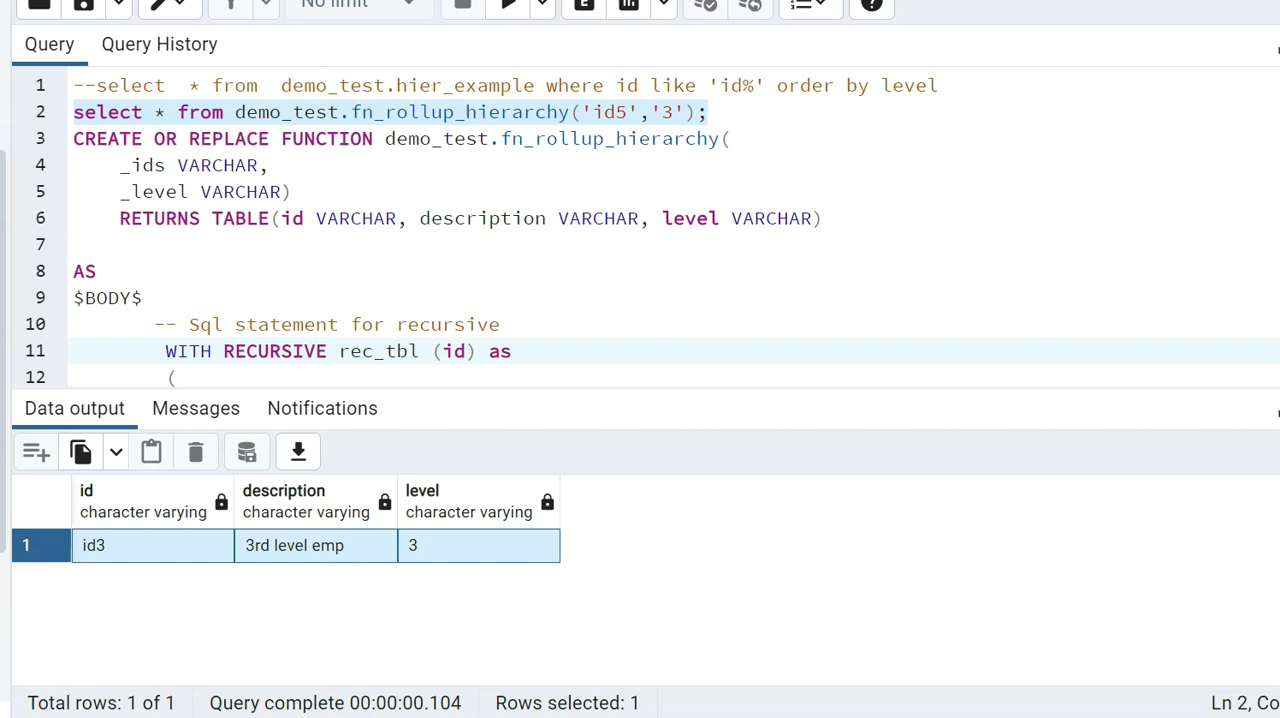 No limit
Query Query History
1 --select * from demo_test.hier_example where id like 'id%' order by level
2 select * from demo_test.fn_rollup_hierarchy('id5','3');
3 CREATE OR REPLACE FUNCTION demo_test.fn_rollup_hierarchy(
4 _ids VARCHAR,
5 _level VARCHAR)
6 RETURNS TABLE(id VARCHAR, description VARCHAR, level VARCHAR)
7
8 AS
9 $BODY$
10 -- Sql statement for recursive
11 WITH RECURSIVE rec_tbl (id) as
12 (
Data output Messages Notifications
id description level
character varying character varying character varying
1 id3 3rd level emp 3
Total rows: 1 of 1 Query complete 00:00:00.104 Rows selected: 1 Ln 2, Co